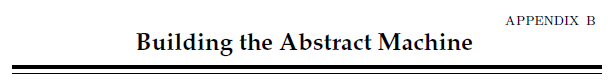 APPENDIX B
Building the Abstract Machine